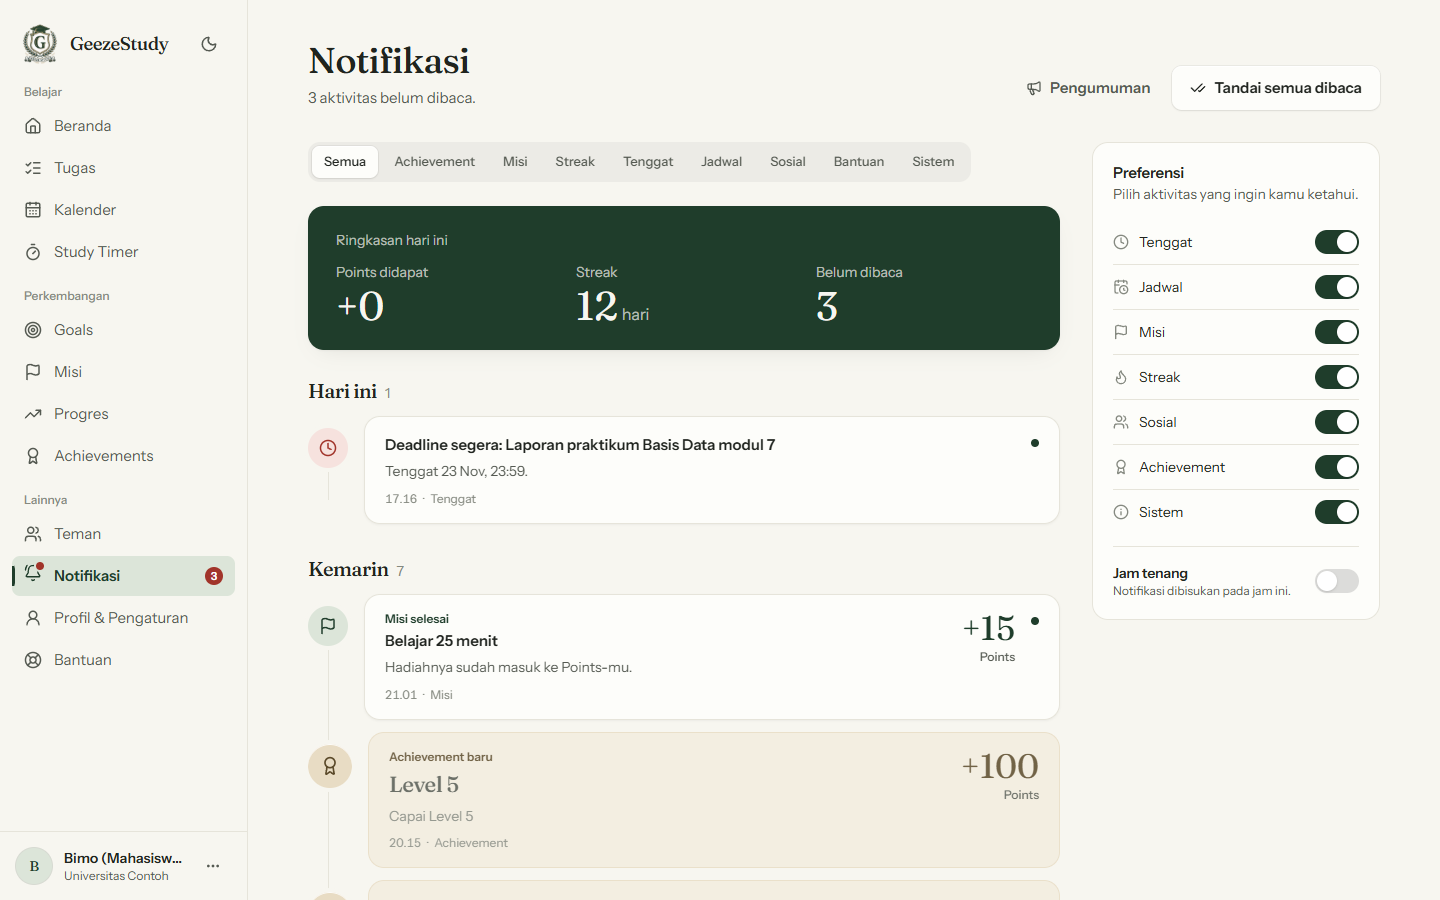 GeezeStudy
Belajar
Beranda
Tugas
Kalender
Study Timer
Perkembangan
Goals
Misi
Progres
Achievements
Lainnya
Teman
Notifikasi
3
Profil & Pengaturan
Bantuan
B
Bimo (Mahasisw...
Universitas Contoh
Notifikasi
3 aktivitas belum dibaca.
Pengumuman
Tandai semua dibaca
Semua
Achievement
Misi
Streak
Tenggat
Jadwal
Sosial
Bantuan
Sistem
Ringkasan hari ini
Points didapat
+0
Streak
12 hari
Belum dibaca
3
Hari ini 1
Deadline segera: Laporan praktikum Basis Data modul 7
Tenggat 23 Nov, 23:59.
17.16 · Tenggat
Kemarin 7
Misi selesai
Belajar 25 menit
Hadiahnya sudah masuk ke Points-mu.
21.01 · Misi
+15
Points
Achievement baru
Level 5
Capai Level 5
20.15 · Achievement
+100
Points
Preferensi
Pilih aktivitas yang ingin kamu ketahui.
Tenggat
Jadwal
Misi
Streak
Sosial
Achievement
Sistem
Jam tenang
Notifikasi dibisukan pada jam ini.